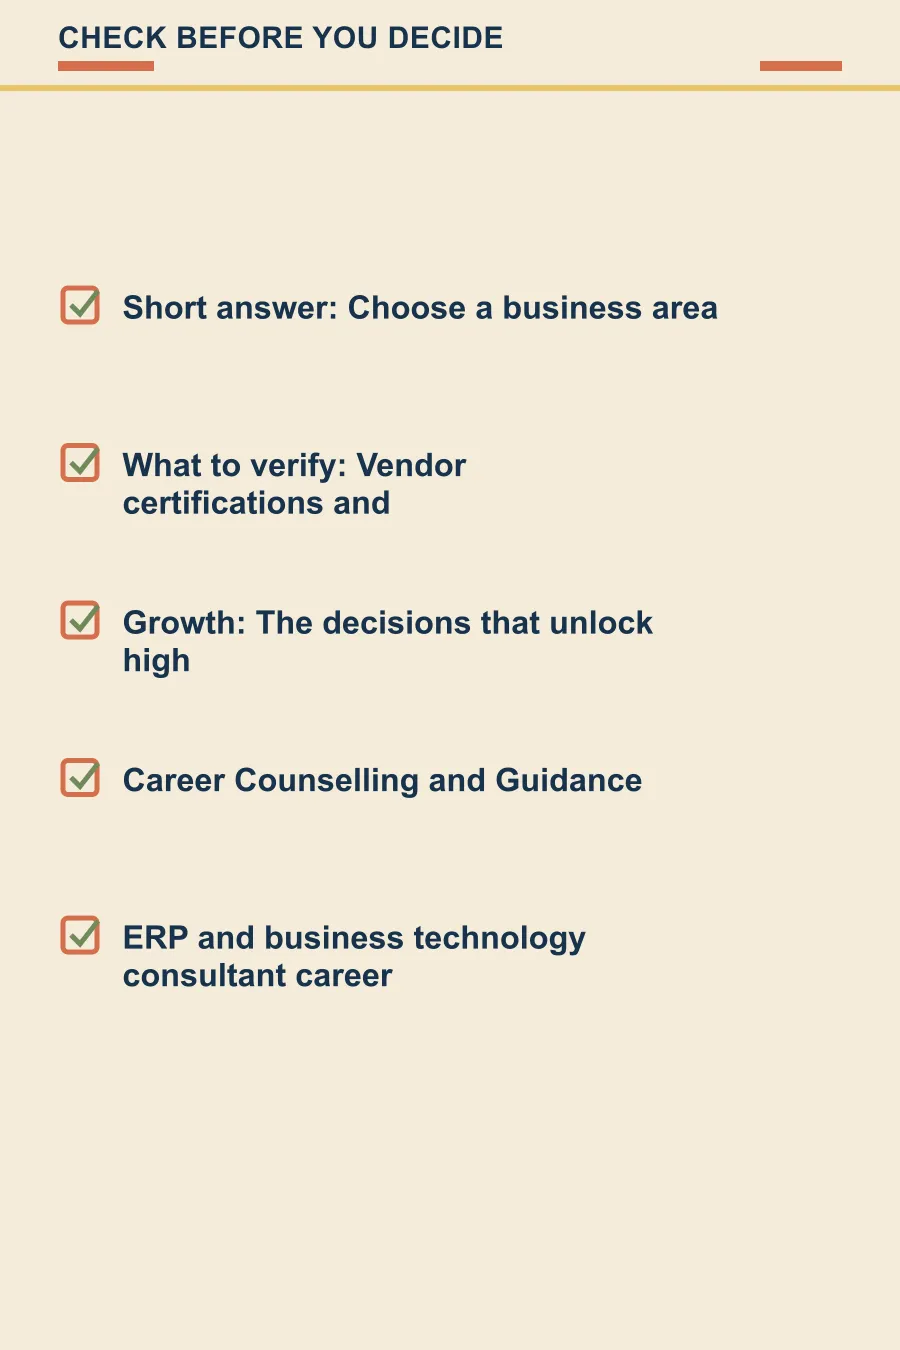 CHECK BEFORE YOU DECIDE
Short answer: Choose a business area
What to verify: Vendor
certifications and
Growth: The decisions that unlock
high
Career Counselling and Guidance
ERP and business technology
consultant career